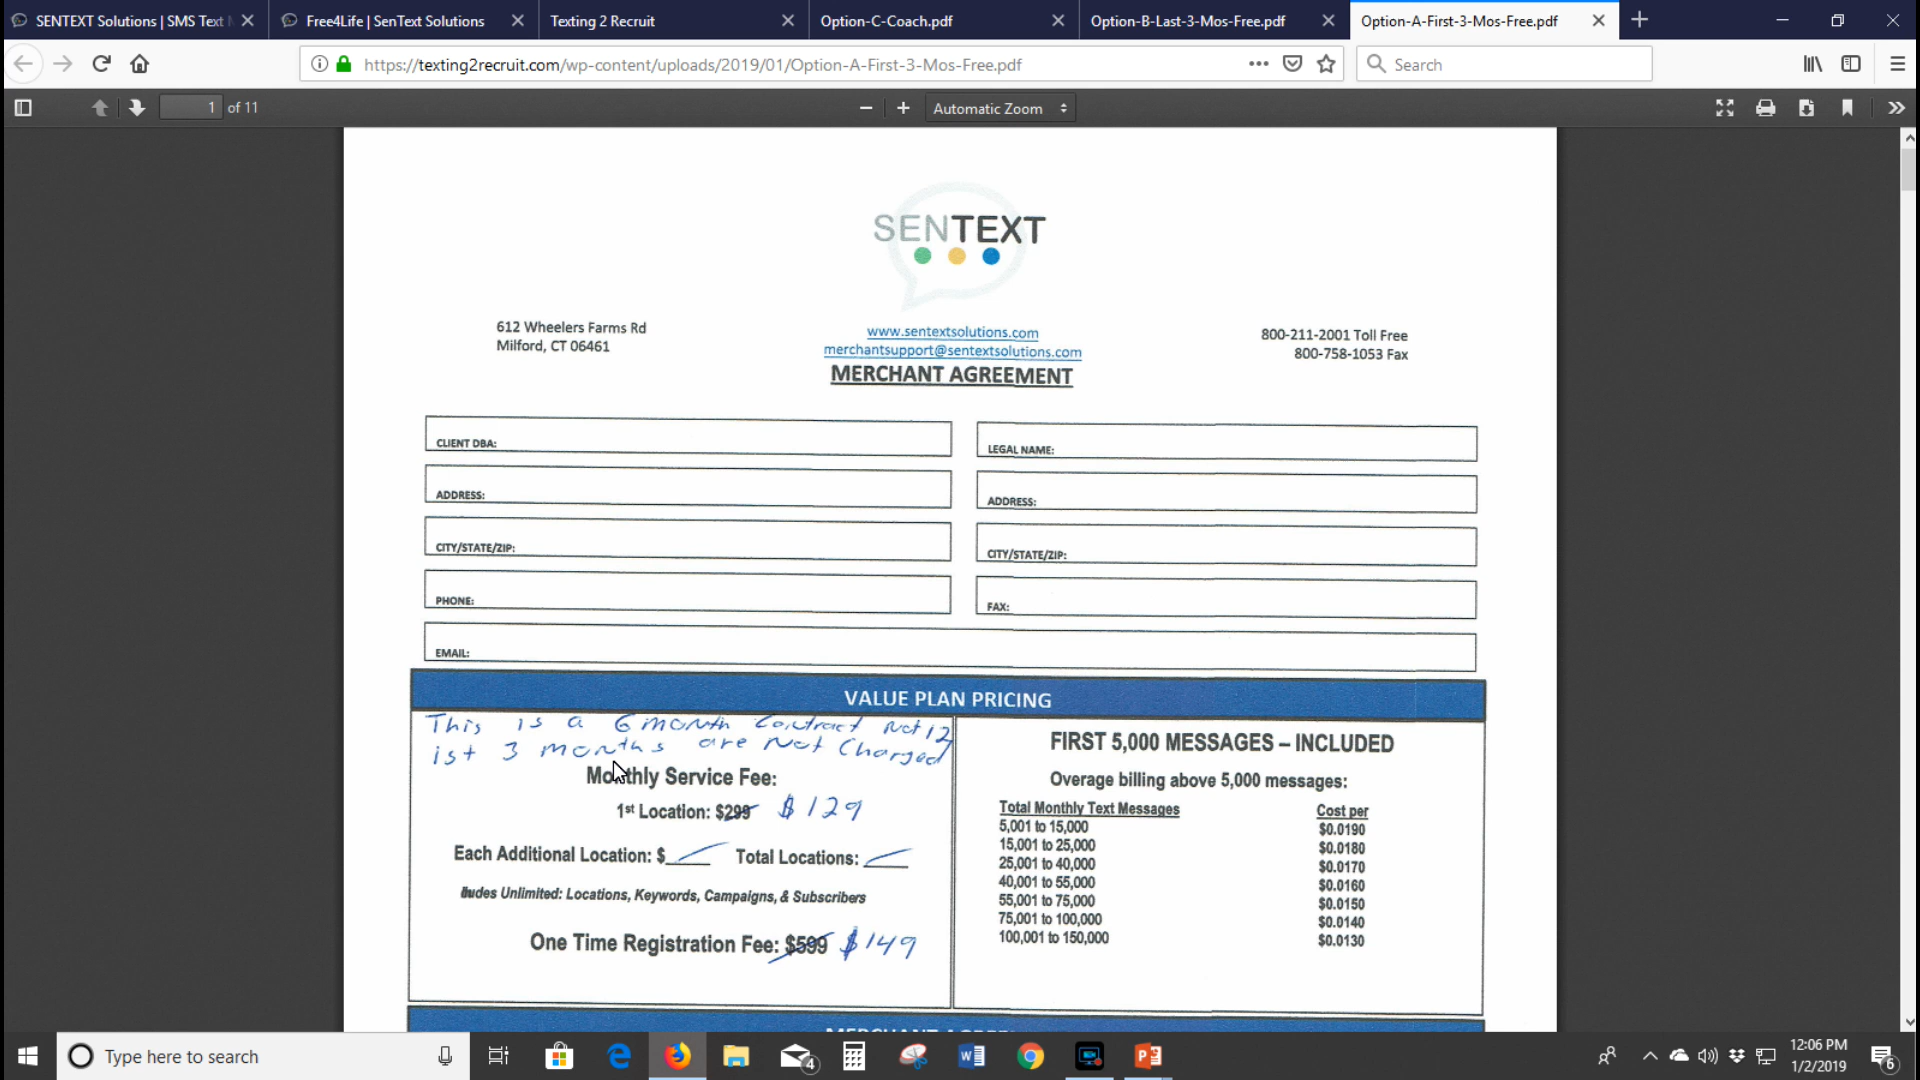 SENTEXT Solutions | SMS Text M
Free4Life | SenText Solutions
Texting 2 Recruit
Option-C-Coach.pdf
Option-B-Last-3-Mos-Free.pdf
Option-A-First-3-Mos-Free.pdf
https://texting2recruit.com/wp-content/uploads/2019/01/Option-A-First-3-Mos-Free.pdf
Search
1 of 11
Automatic Zoom
SENTEXT
612 Wheelers Farms Rd
Milford, CT 06461
www.sentextsolutions.com
merchantsupport@sentextsolutions.com
800-211-2001 Toll Free
800-758-1053 Fax
MERCHANT AGREEMENT
CLIENT DBA:
LEGAL NAME:
ADDRESS:
ADDRESS:
CITY/STATE/ZIP:
CITY/STATE/ZIP:
PHONE:
FAX:
EMAIL:
VALUE PLAN PRICING
This is a 6 month Contract Not 12
1st 3 months are Not Charged
Monthly Service Fee:
1st Location: $299 $129
Each Additional Location: $____ Total Locations: ____
Unlimited: Locations, Keywords, Campaigns, & Subscribers
One Time Registration Fee: $599 $149
FIRST 5,000 MESSAGES – INCLUDED
Overage billing above 5,000 messages:
Total Monthly Text Messages Cost per
5,001 to 15,000 $0.0190
15,001 to 25,000 $0.0180
25,001 to 40,000 $0.0170
40,001 to 55,000 $0.0160
55,001 to 75,000 $0.0150
75,001 to 100,000 $0.0140
100,001 to 150,000 $0.0130
Type here to search
4
12:06 PM
1/2/2019
6